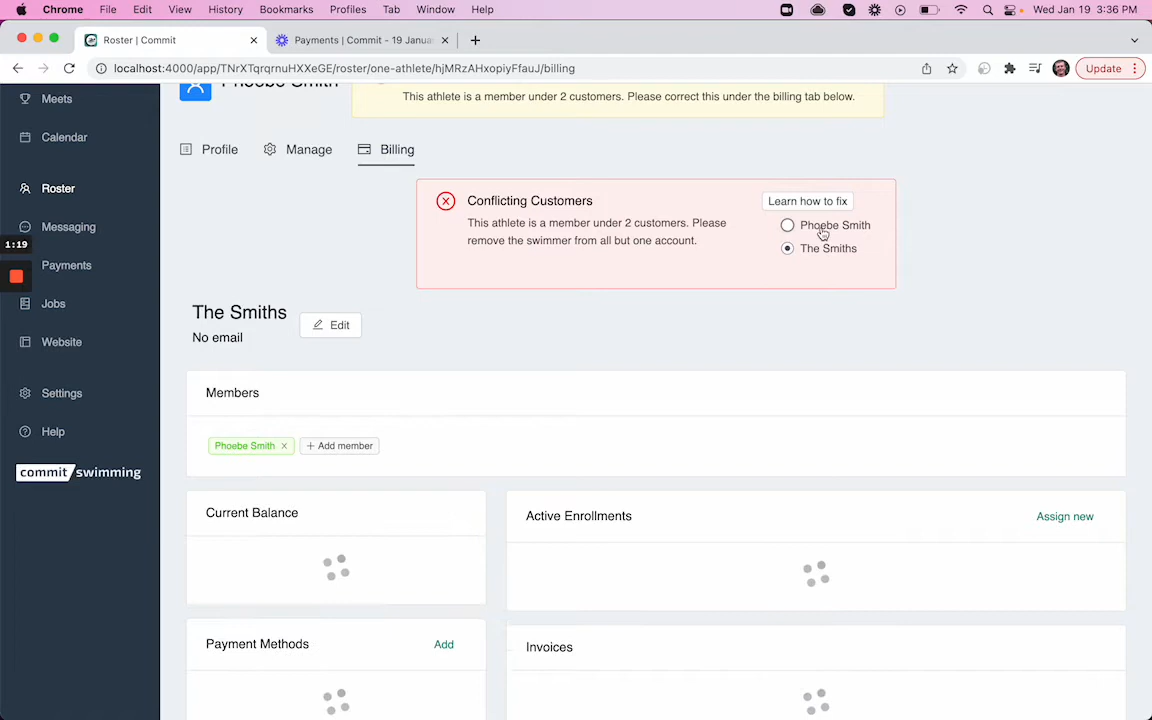 Chrome File Edit View History Bookmarks Profiles Tab Window Help Wed Jan 19 3:36 PM
Roster | Commit Payments | Commit - 19 Janua
localhost:4000/app/TNrXTqrqrnuHXXeGE/roster/one-athlete/hjMRzAHxopiyFfauJ/billing Update
Meets
Calendar
Roster
Messaging
1:19
Payments
Jobs
Website
Settings
Help
commit/swimming
Phoebe Smith
This athlete is a member under 2 customers. Please correct this under the billing tab below.
Profile Manage Billing
Conflicting Customers
This athlete is a member under 2 customers. Please
remove the swimmer from all but one account.
Learn how to fix
Phoebe Smith
The Smiths
The Smiths
No email
Edit
Members
Phoebe Smith × + Add member
Current Balance
Active Enrollments Assign new
Payment Methods Add
Invoices